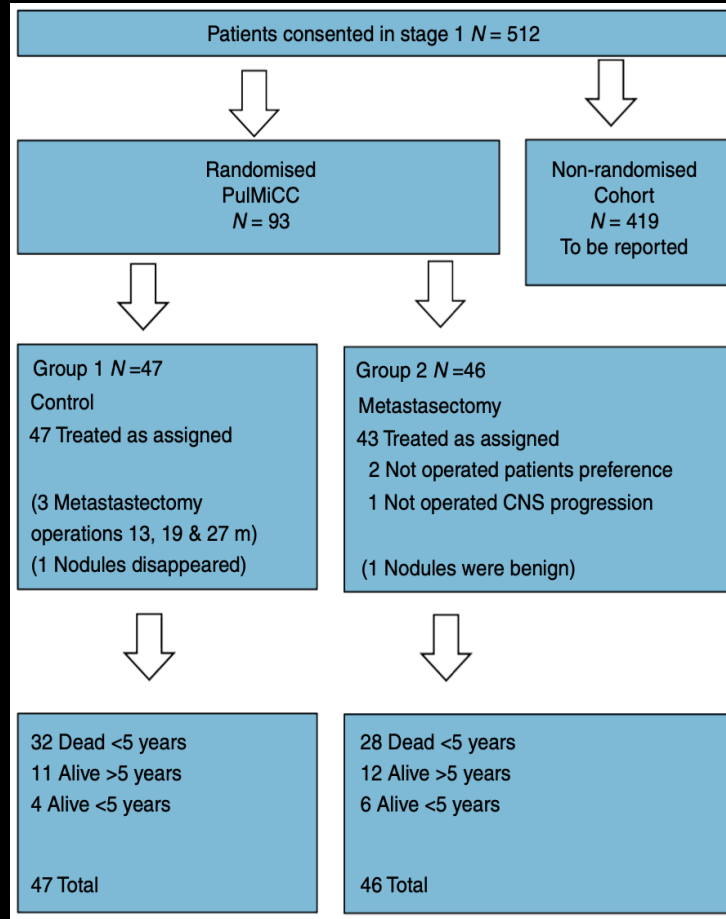 Patients consented in stage 1 N = 512
Randomised
PulMiCC
N = 93
Non-randomised
Cohort
N = 419
To be reported
Group 1 N =47
Control
47 Treated as assigned
(3 Metastastectomy
operations 13, 19 & 27 m)
(1 Nodules disappeared)
Group 2 N =46
Metastasectomy
43 Treated as assigned
2 Not operated patients preference
1 Not operated CNS progression
(1 Nodules were benign)
32 Dead <5 years
11 Alive >5 years
4 Alive <5 years
47 Total
28 Dead <5 years
12 Alive >5 years
6 Alive <5 years
46 Total